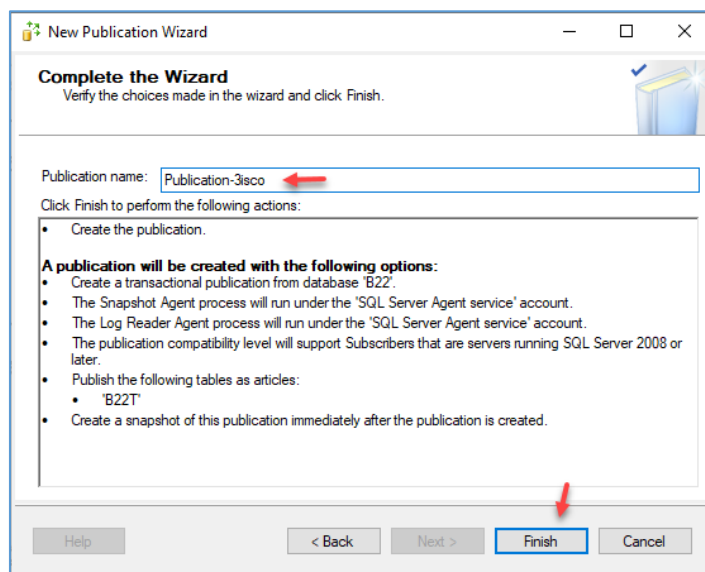 New Publication Wizard
Complete the Wizard
Verify the choices made in the wizard and click Finish.
Publication name: Publication-3isco
Click Finish to perform the following actions:
• Create the publication.
A publication will be created with the following options:
• Create a transactional publication from database 'B22'.
• The Snapshot Agent process will run under the 'SQL Server Agent service' account.
• The Log Reader Agent process will run under the 'SQL Server Agent service' account.
• The publication compatibility level will support Subscribers that are servers running SQL Server 2008 or
later.
• Publish the following tables as articles:
• 'B22T'
• Create a snapshot of this publication immediately after the publication is created.
Help < Back Next > Finish Cancel